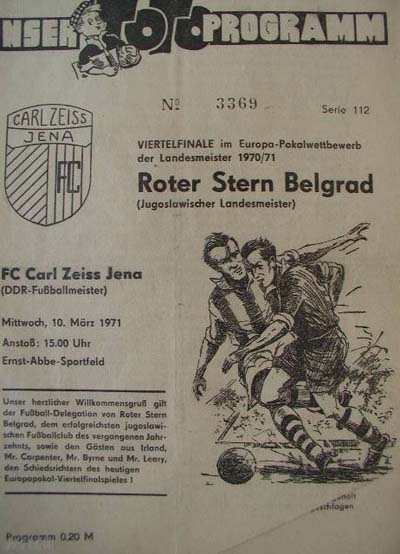 UNSER TOTO PROGRAMM
No 3369 Serie 112
CARL ZEISS
JENA
FC
VIERTELFINALE im Europa-Pokalwettbewerb
der Landesmeister 1970/71
Roter Stern Belgrad
(Jugoslawischer Landesmeister)
FC Carl Zeiss Jena
(DDR-Fußballmeister)
Mittwoch, 10. März 1971
Anstoß: 15.00 Uhr
Ernst-Abbe-Sportfeld
Unser herzlicher Willkommensgruß gilt
der Fußball-Delegation von Roter Stern
Belgrad, dem erfolgreichsten jugoslawi-
schen Fußballclub des vergangenen Jahr-
zehnts, sowie den Gästen aus Irland,
Mr. Carpenter, Mr. Byrne und Mr. Leary,
den Schiedsrichtern des heutigen
Europapokal-Viertelfinalspieles !
Programm 0,20 M